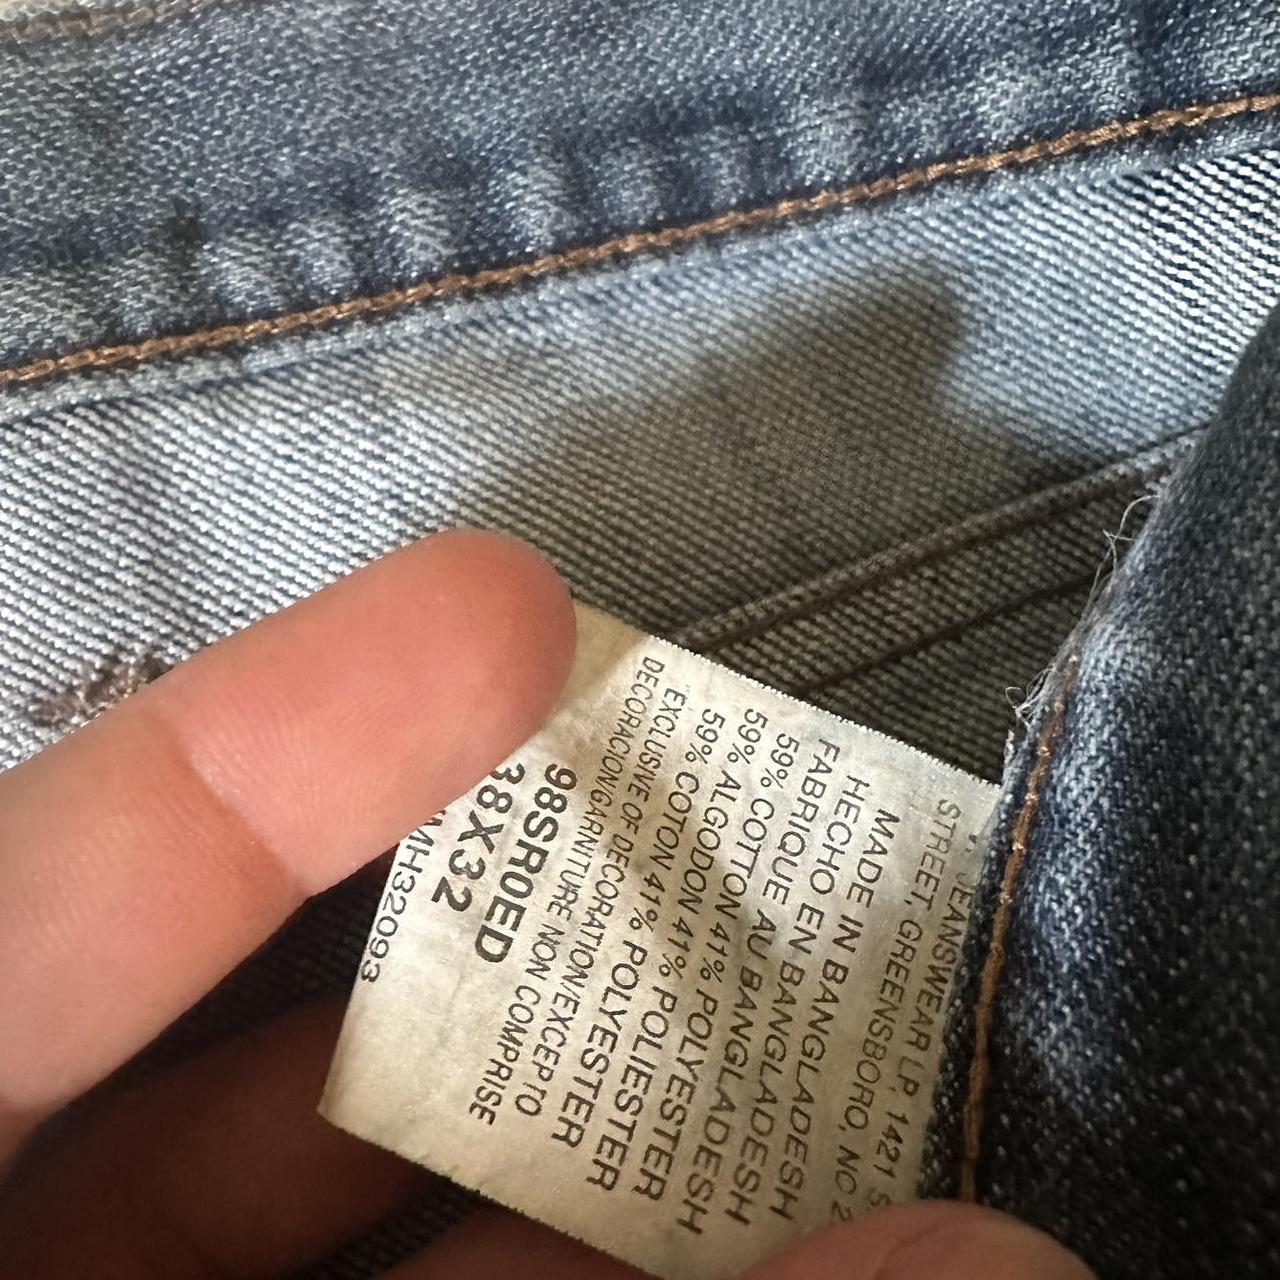 JEANSWEAR LP, 1421 S.
STREET, GREENSBORO, NC 2
MADE IN BANGLADESH
HECHO EN BANGLADESH
FABRIQUE AU BANGLADESH
59% COTTON 41% POLYESTER
59% ALGODON 41% POLIESTER
59% COTON 41% POLYESTER
"EXCLUSIVE OF DECORATION/EXCEPTO
DECORACION/GARNITURE NON COMPRISE
98SR0ED
38X32
MH32093